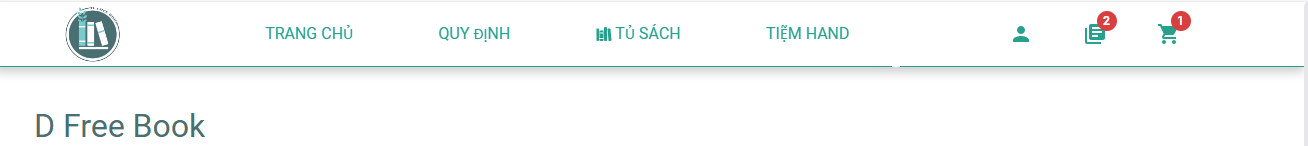 TRANG CHỦ QUY ĐỊNH TỦ SÁCH TIỆM HAND 2 1
D Free Book